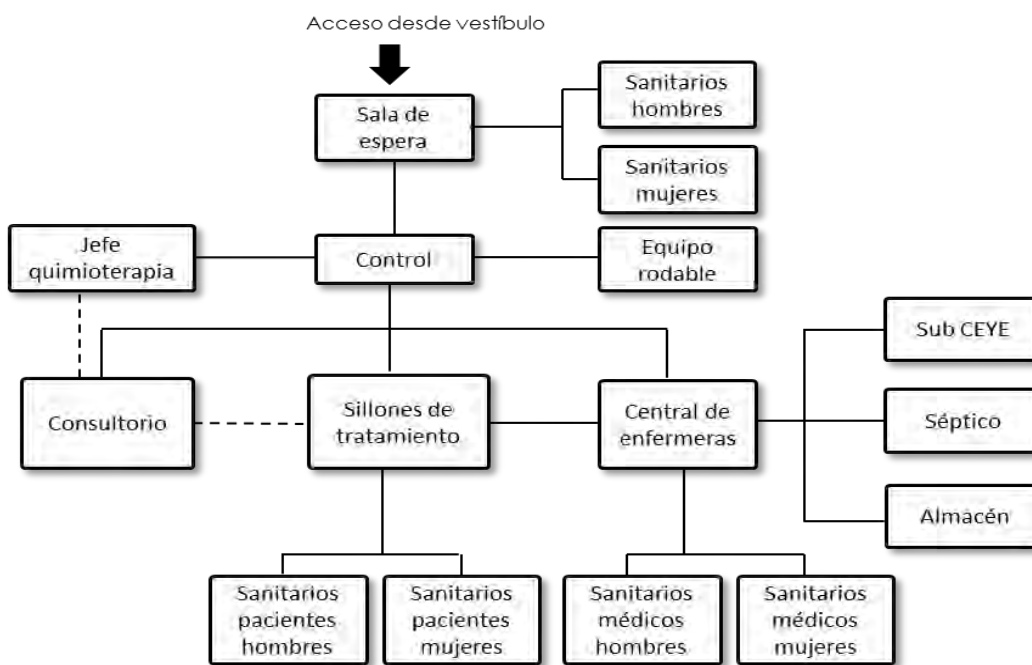 Acceso desde vestíbulo
Sala de
espera
Sanitarios
hombres
Sanitarios
mujeres
Jefe
quimioterapia
Control
Equipo
rodable
Consultorio
Sillones de
tratamiento
Central de
enfermeras
Sub CEYE
Séptico
Almacén
Sanitarios
pacientes
hombres
Sanitarios
pacientes
mujeres
Sanitarios
médicos
hombres
Sanitarios
médicos
mujeres